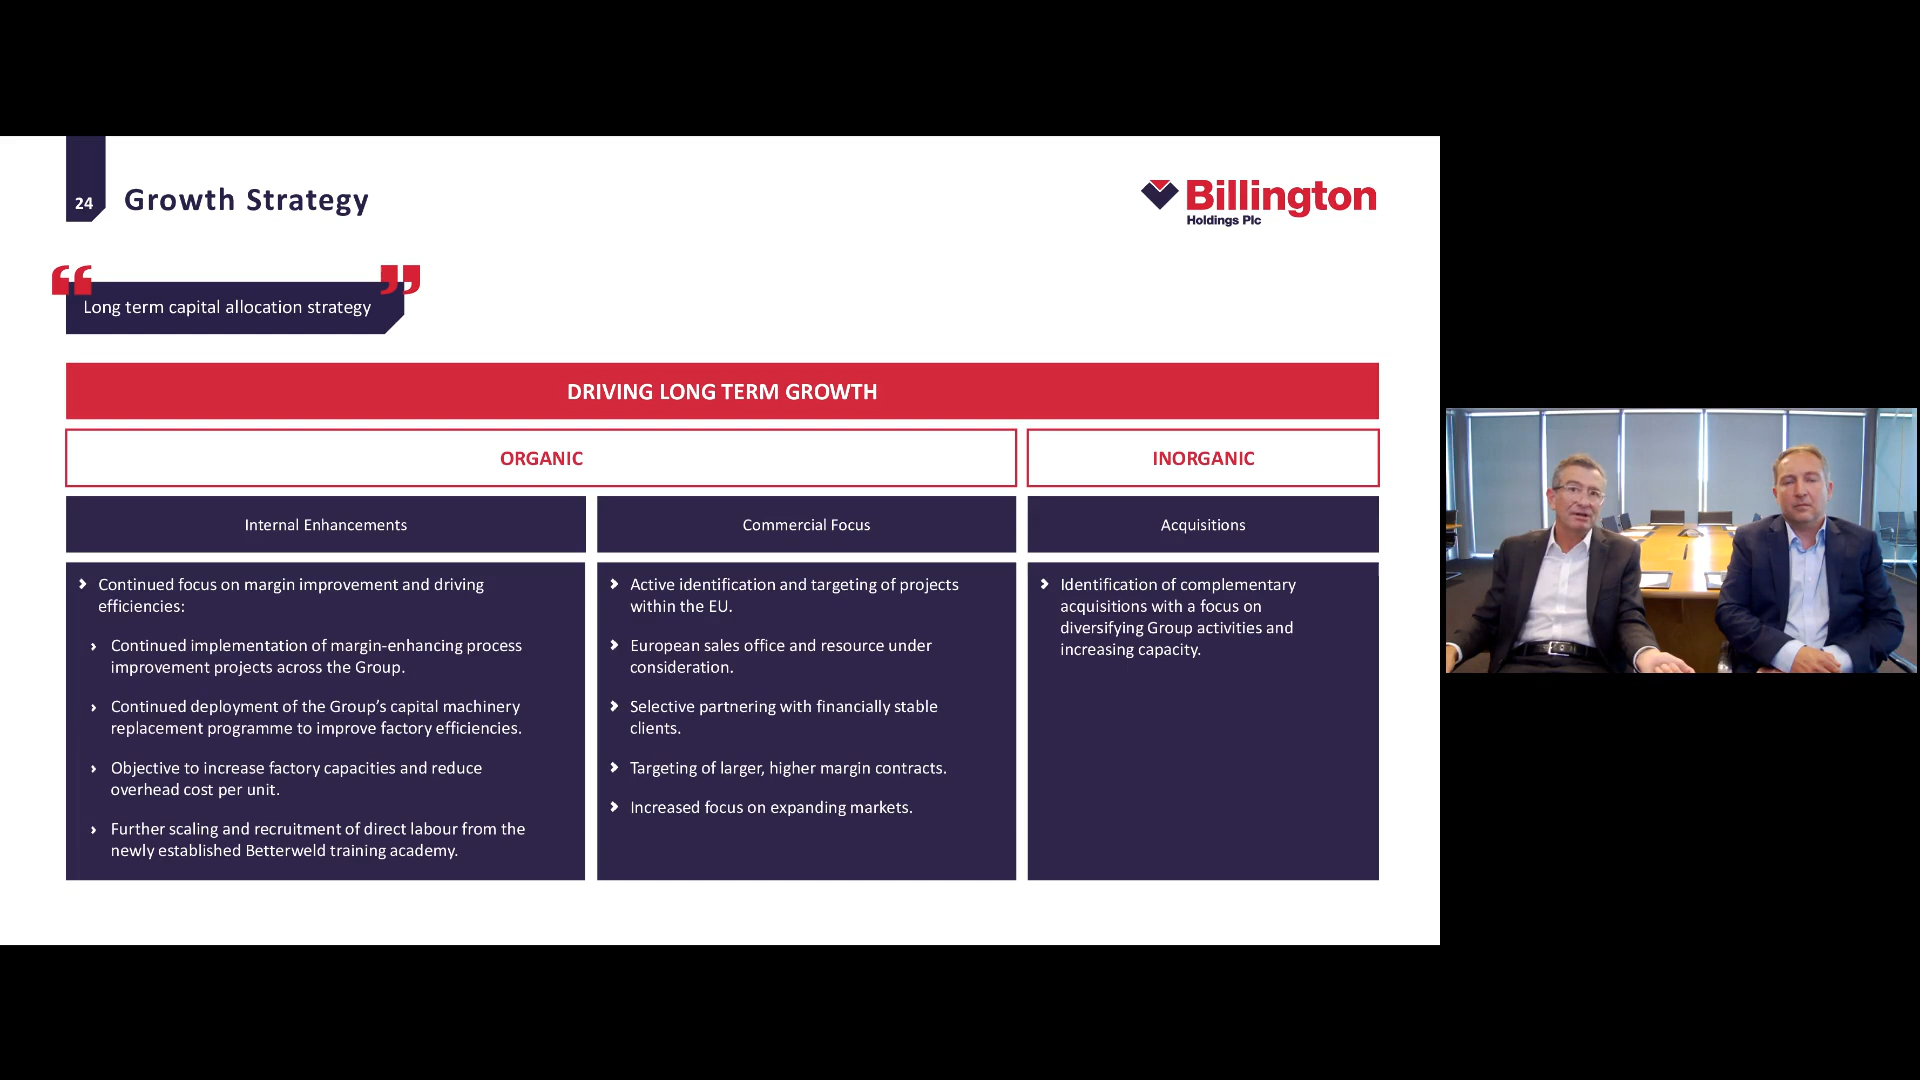 24
Growth Strategy
Billington
Holdings Plc
“ ”
Long term capital allocation strategy
DRIVING LONG TERM GROWTH
ORGANIC
INORGANIC
Internal Enhancements
Commercial Focus
Acquisitions
Continued focus on margin improvement and driving
efficiencies:
Continued implementation of margin-enhancing process
improvement projects across the Group.
Continued deployment of the Group’s capital machinery
replacement programme to improve factory efficiencies.
Objective to increase factory capacities and reduce
overhead cost per unit.
Further scaling and recruitment of direct labour from the
newly established Betterweld training academy.
Active identification and targeting of projects
within the EU.
European sales office and resource under
consideration.
Selective partnering with financially stable
clients.
Targeting of larger, higher margin contracts.
Increased focus on expanding markets.
Identification of complementary
acquisitions with a focus on
diversifying Group activities and
increasing capacity.